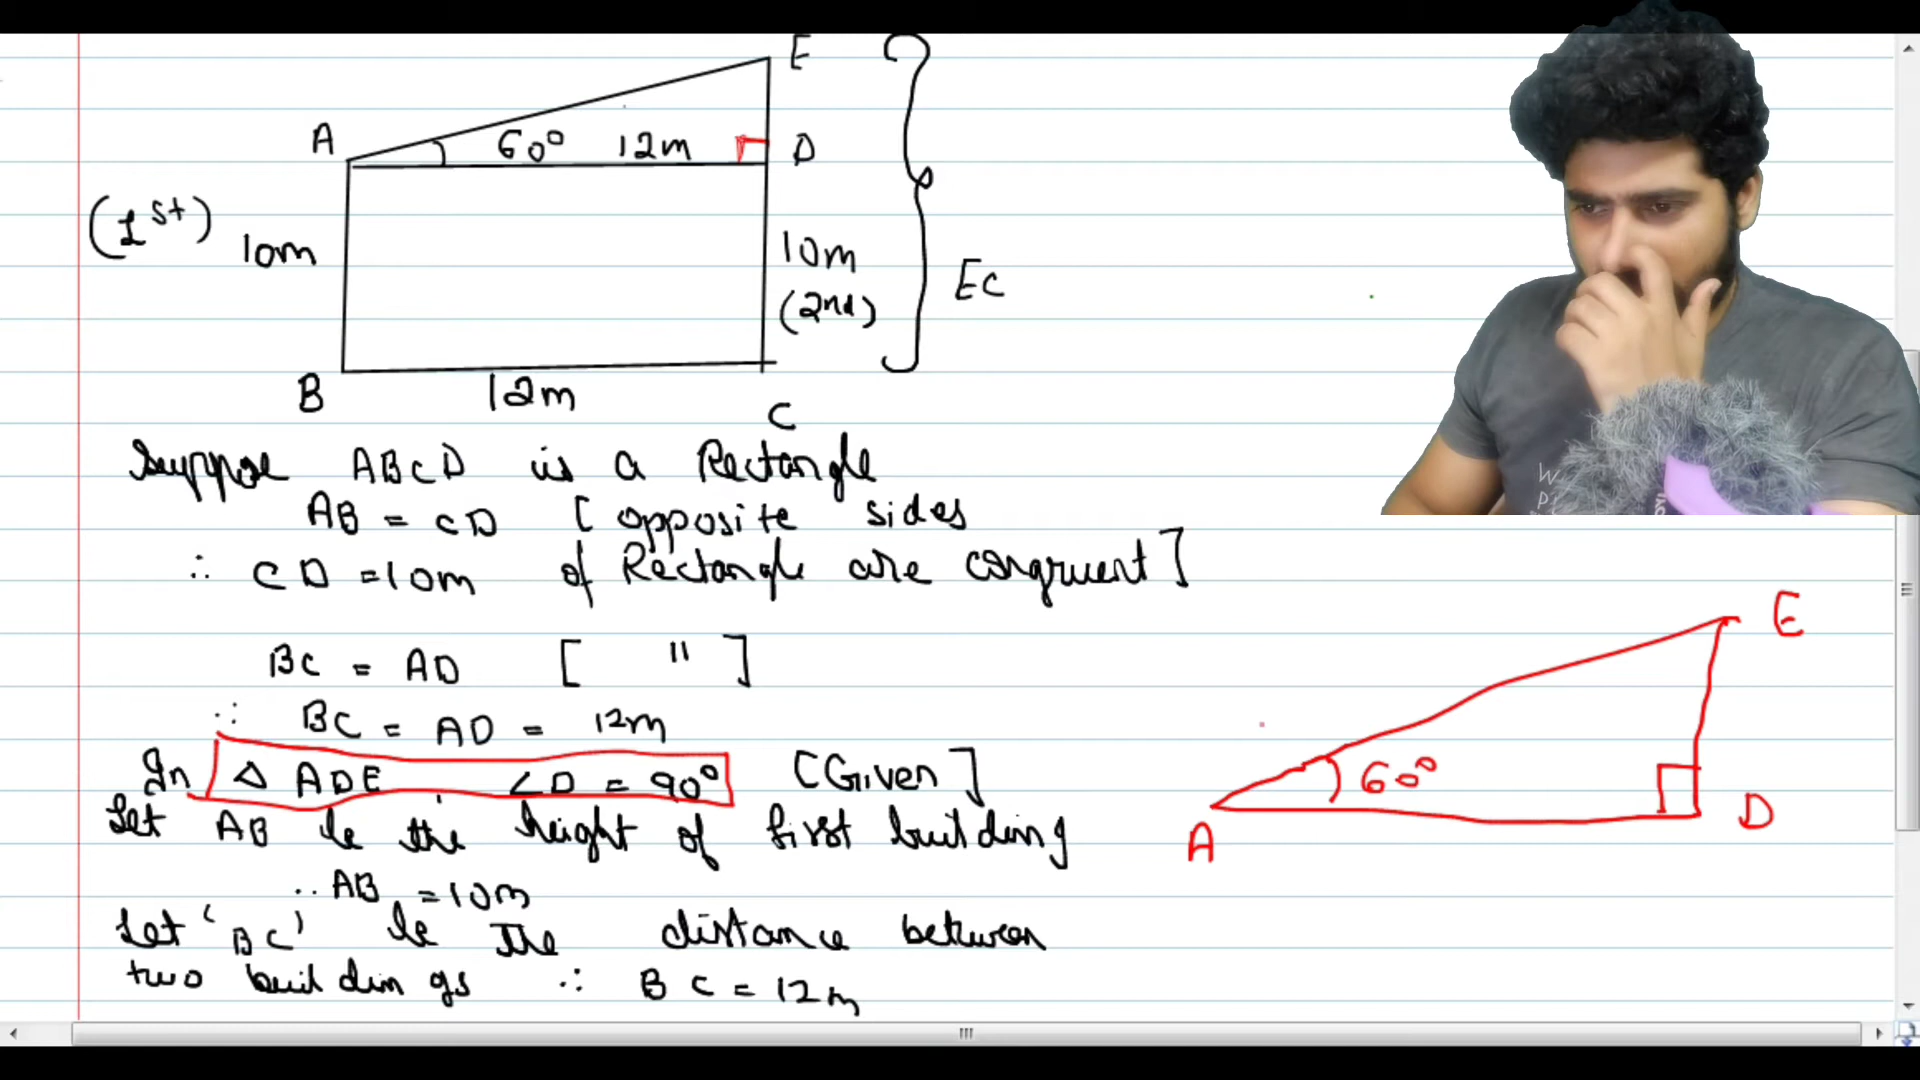 E
A
60° 12m
D
(1st) 10m
10m
(2nd)
EC
B
12m
C
Suppose ABCD is a Rectangle
AB = CD [opposite sides
∴ CD = 10m of Rectangle are congruent]
BC = AD [ " ]
∴ BC = AD = 12m
In △ ADE, ∠D = 90° [Given]
Let AB be the height of first building
∴ AB = 10m
Let 'BC' be the distance between
two buildings ∴ BC = 12m
E
60°
A
D